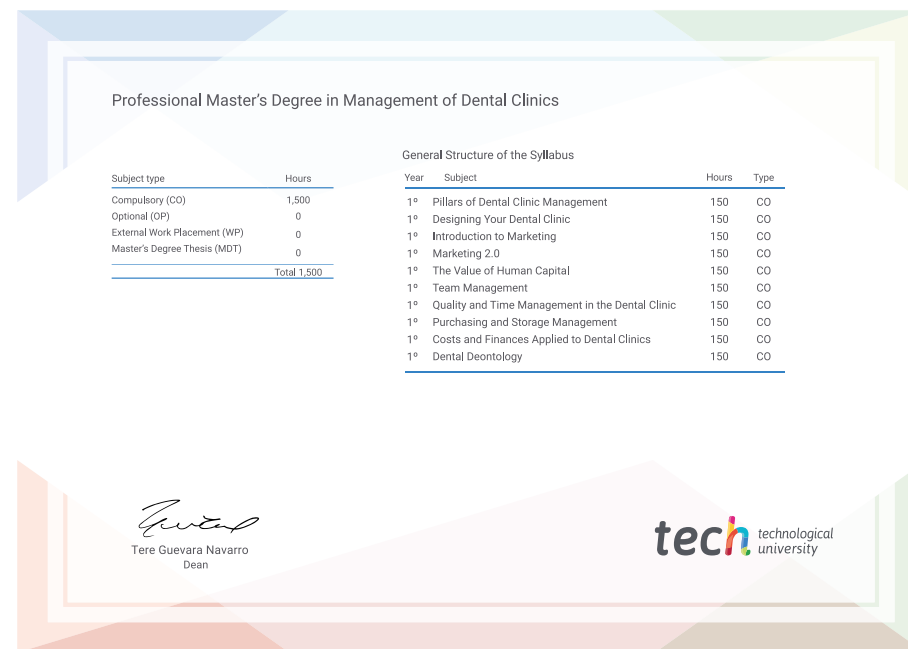 Professional Master's Degree in Management of Dental Clinics
Subject type Hours
Compulsory (CO) 1,500
Optional (OP) 0
External Work Placement (WP) 0
Master's Degree Thesis (MDT) 0
Total 1,500
General Structure of the Syllabus
Year Subject Hours Type
1º Pillars of Dental Clinic Management 150 CO
1º Designing Your Dental Clinic 150 CO
1º Introduction to Marketing 150 CO
1º Marketing 2.0 150 CO
1º The Value of Human Capital 150 CO
1º Team Management 150 CO
1º Quality and Time Management in the Dental Clinic 150 CO
1º Purchasing and Storage Management 150 CO
1º Costs and Finances Applied to Dental Clinics 150 CO
1º Dental Deontology 150 CO
Tere Guevara Navarro
Dean
tech technological
university